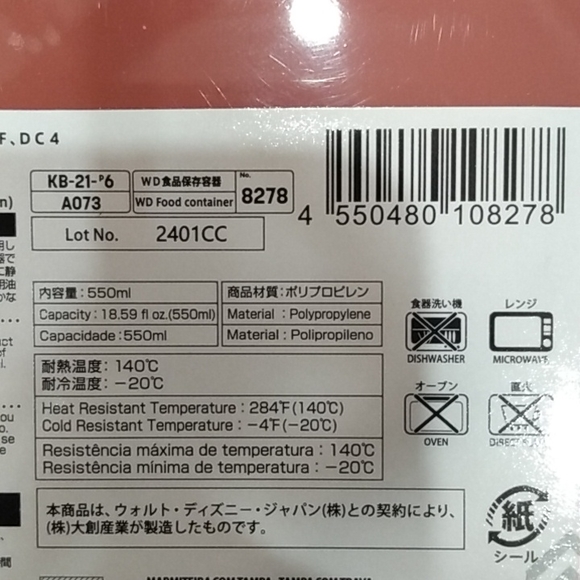 F、DC4
KB-21-P6
A073
WD食品保存容器
WD Food container
No.
8278
4 550480 108278
Lot No. 2401CC
内容量：550ml
Capacity：18.59 fl oz.(550ml)
Capacidade：550ml
商品材質：ポリプロピレン
Material：Polypropylene
Material：Polipropileno
食器洗い機
DISHWASHER
レンジ
MICROWAVE
オーブン
OVEN
直火
耐熱温度：140℃
耐冷温度：−20℃
Heat Resistant Temperature：284℉(140℃)
Cold Resistant Temperature：−4℉(−20℃)
Resistência máxima de temperatura：140℃
Resistência mínima de temperatura：−20℃
本商品は、ウォルト・ディズニー・ジャパン(株)との契約により、
(株)大創産業が製造したものです。
紙
シール